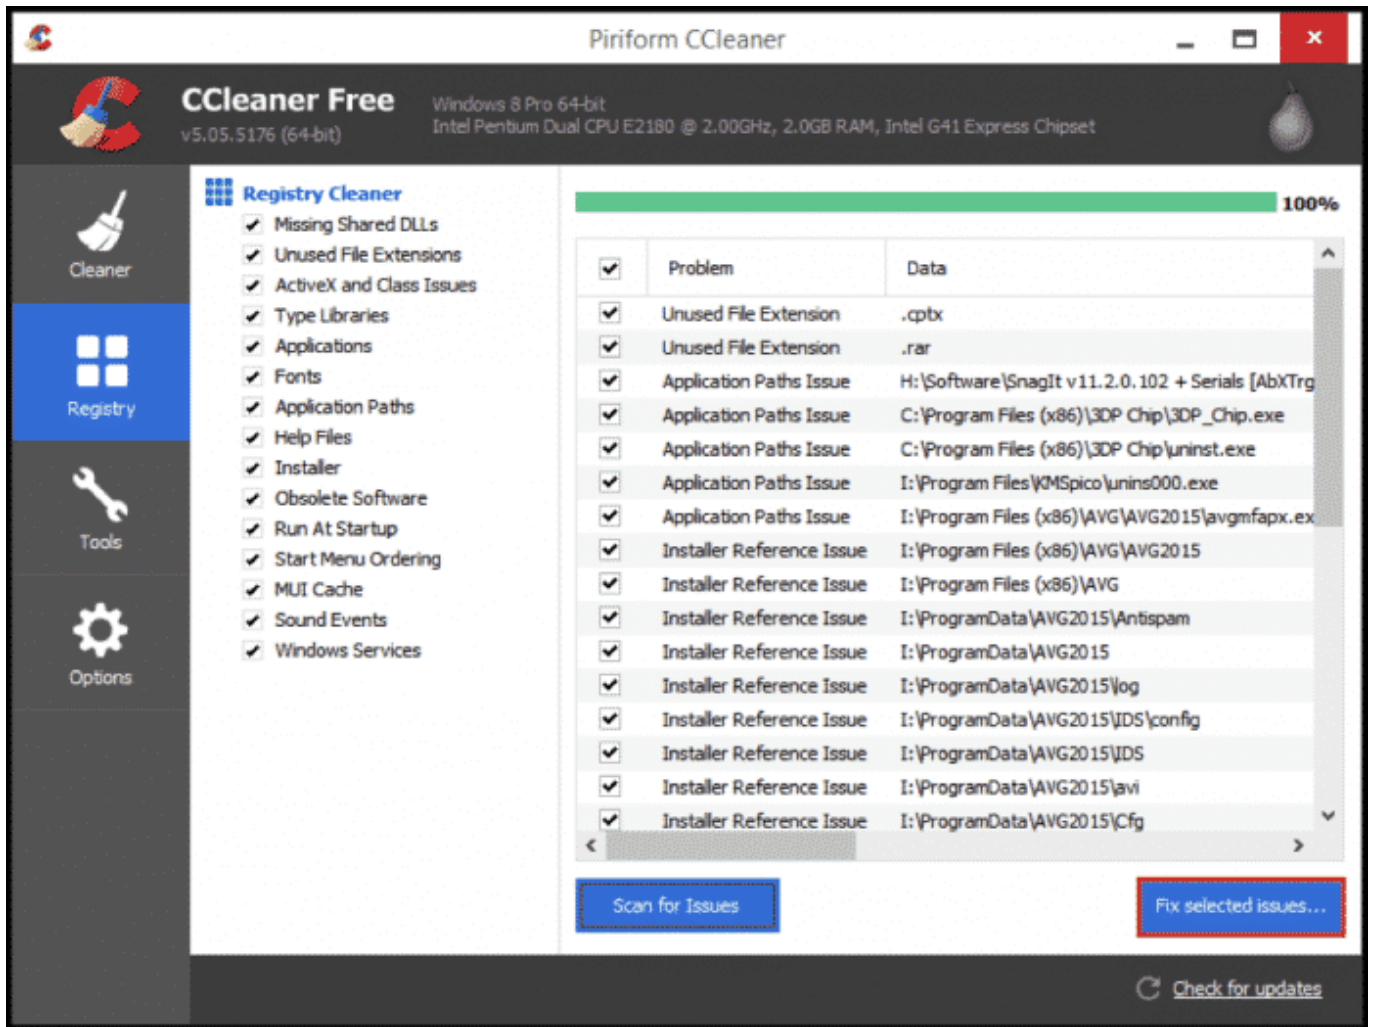 Piriform CCleaner
CCleaner Free
v5.05.5176 (64-bit)
Windows 8 Pro 64-bit
Intel Pentium Dual CPU E2180 @ 2.00GHz, 2.0GB RAM, Intel G41 Express Chipset
Cleaner
Registry
Tools
Options
Registry Cleaner
Missing Shared DLLs
Unused File Extensions
ActiveX and Class Issues
Type Libraries
Applications
Fonts
Application Paths
Help Files
Installer
Obsolete Software
Run At Startup
Start Menu Ordering
MUI Cache
Sound Events
Windows Services
100%
Problem Data
Unused File Extension .cptx
Unused File Extension .rar
Application Paths Issue H:\Software\SnagIt v11.2.0.102 + Serials [AbXTrg
Application Paths Issue C:\Program Files (x86)\3DP Chip\3DP_Chip.exe
Application Paths Issue C:\Program Files (x86)\3DP Chip\uninst.exe
Application Paths Issue I:\Program Files\KMSpico\unins000.exe
Application Paths Issue I:\Program Files (x86)\AVG\AVG2015\avgmfapx.ex
Installer Reference Issue I:\Program Files (x86)\AVG\AVG2015
Installer Reference Issue I:\Program Files (x86)\AVG
Installer Reference Issue I:\ProgramData\AVG2015\Antispam
Installer Reference Issue I:\ProgramData\AVG2015
Installer Reference Issue I:\ProgramData\AVG2015\log
Installer Reference Issue I:\ProgramData\AVG2015\IDS\config
Installer Reference Issue I:\ProgramData\AVG2015\IDS
Installer Reference Issue I:\ProgramData\AVG2015\avi
Installer Reference Issue I:\ProgramData\AVG2015\Cfg
Scan for Issues
Fix selected issues...
Check for updates